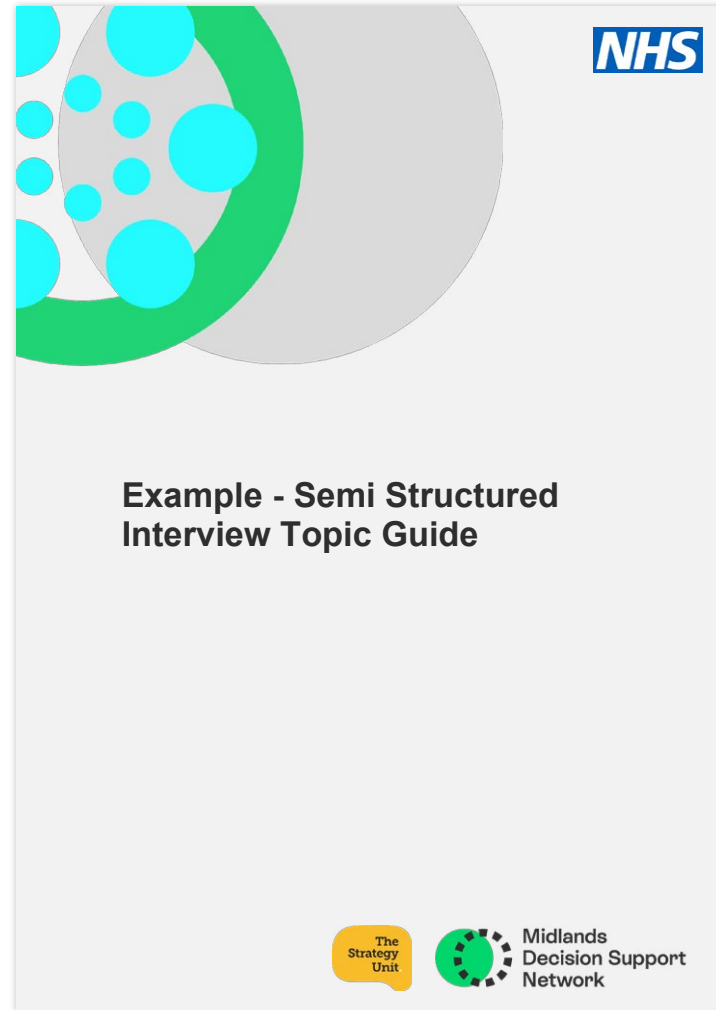 NHS
Example - Semi Structured
Interview Topic Guide
The
Strategy
Unit
Midlands
Decision Support
Network